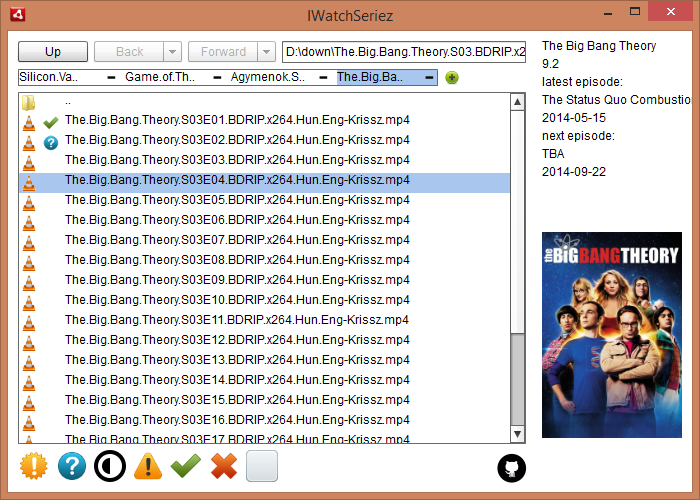 IWatchSeriez
Up
Back
Forward
D:\down\The.Big.Bang.Theory.S03.BDRIP.x2
Silicon.Va..
Game.of.Th..
Agymenok.S..
The.Big.Ba..
..
The.Big.Bang.Theory.S03E01.BDRIP.x264.Hun.Eng-Krissz.mp4
The.Big.Bang.Theory.S03E02.BDRIP.x264.Hun.Eng-Krissz.mp4
The.Big.Bang.Theory.S03E03.BDRIP.x264.Hun.Eng-Krissz.mp4
The.Big.Bang.Theory.S03E04.BDRIP.x264.Hun.Eng-Krissz.mp4
The.Big.Bang.Theory.S03E05.BDRIP.x264.Hun.Eng-Krissz.mp4
The.Big.Bang.Theory.S03E06.BDRIP.x264.Hun.Eng-Krissz.mp4
The.Big.Bang.Theory.S03E07.BDRIP.x264.Hun.Eng-Krissz.mp4
The.Big.Bang.Theory.S03E08.BDRIP.x264.Hun.Eng-Krissz.mp4
The.Big.Bang.Theory.S03E09.BDRIP.x264.Hun.Eng-Krissz.mp4
The.Big.Bang.Theory.S03E10.BDRIP.x264.Hun.Eng-Krissz.mp4
The.Big.Bang.Theory.S03E11.BDRIP.x264.Hun.Eng-Krissz.mp4
The.Big.Bang.Theory.S03E12.BDRIP.x264.Hun.Eng-Krissz.mp4
The.Big.Bang.Theory.S03E13.BDRIP.x264.Hun.Eng-Krissz.mp4
The.Big.Bang.Theory.S03E14.BDRIP.x264.Hun.Eng-Krissz.mp4
The.Big.Bang.Theory.S03E15.BDRIP.x264.Hun.Eng-Krissz.mp4
The.Big.Bang.Theory.S03E16.BDRIP.x264.Hun.Eng-Krissz.mp4
The.Big.Bang.Theory.S03E17.BDRIP.x264.Hun.Eng-Krissz.mp4
The Big Bang Theory
9.2
latest episode:
The Status Quo Combustion
2014-05-15
next episode:
TBA
2014-09-22
the BIG BANG THEORY